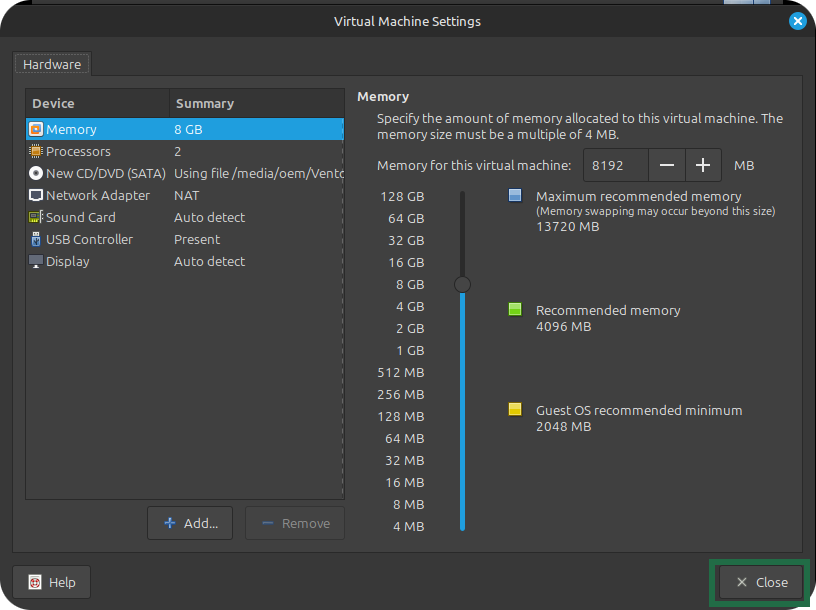 Virtual Machine Settings
Hardware
Device Summary
Memory 8 GB
Processors 2
New CD/DVD (SATA) Using file /media/oem/Vento
Network Adapter NAT
Sound Card Auto detect
USB Controller Present
Display Auto detect
Add...
Remove
Memory
Specify the amount of memory allocated to this virtual machine. The
memory size must be a multiple of 4 MB.
Memory for this virtual machine: 8192 — + MB
128 GB
64 GB
32 GB
16 GB
8 GB
4 GB
2 GB
1 GB
512 MB
256 MB
128 MB
64 MB
32 MB
16 MB
8 MB
4 MB
Maximum recommended memory
(Memory swapping may occur beyond this size)
13720 MB
Recommended memory
4096 MB
Guest OS recommended minimum
2048 MB
Help
Close